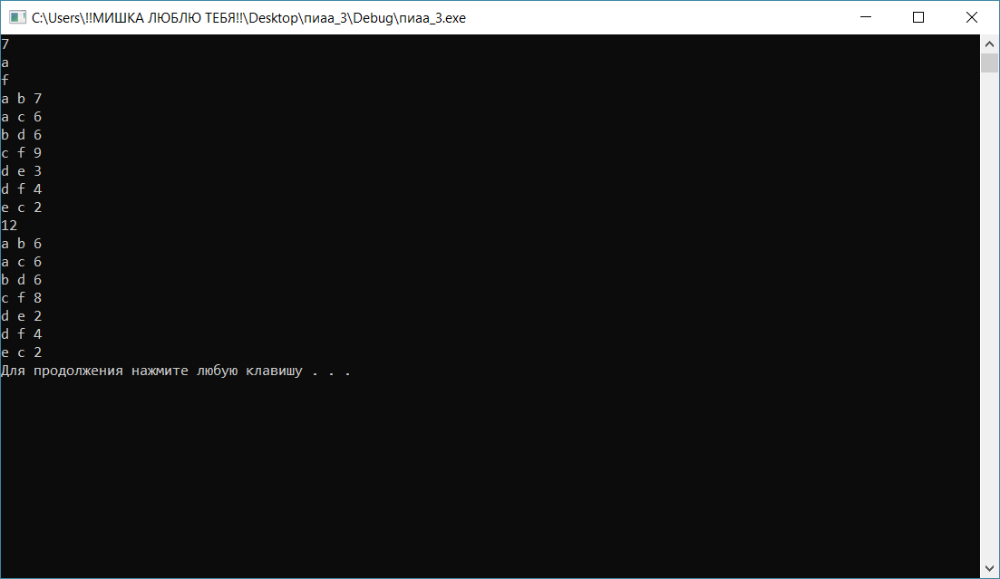 C:\Users\!!МИШКА ЛЮБЛЮ ТЕБЯ!!\Desktop\пиаа_3\Debug\пиаа_3.exe
7
a
f
a b 7
a c 6
b d 6
c f 9
d e 3
d f 4
e c 2
12
a b 6
a c 6
b d 6
c f 8
d e 2
d f 4
e c 2
Для продолжения нажмите любую клавишу . . .